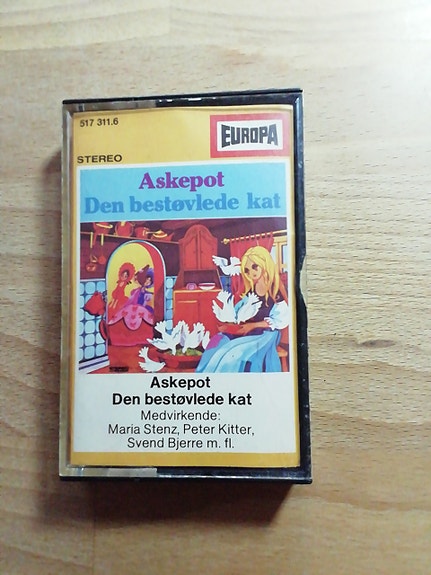 517 311.6
EUROPA
STEREO
Askepot
Den bestøvlede kat
Askepot
Den bestøvlede kat
Medvirkende:
Maria Stenz, Peter Kitter,
Svend Bjerre m. fl.